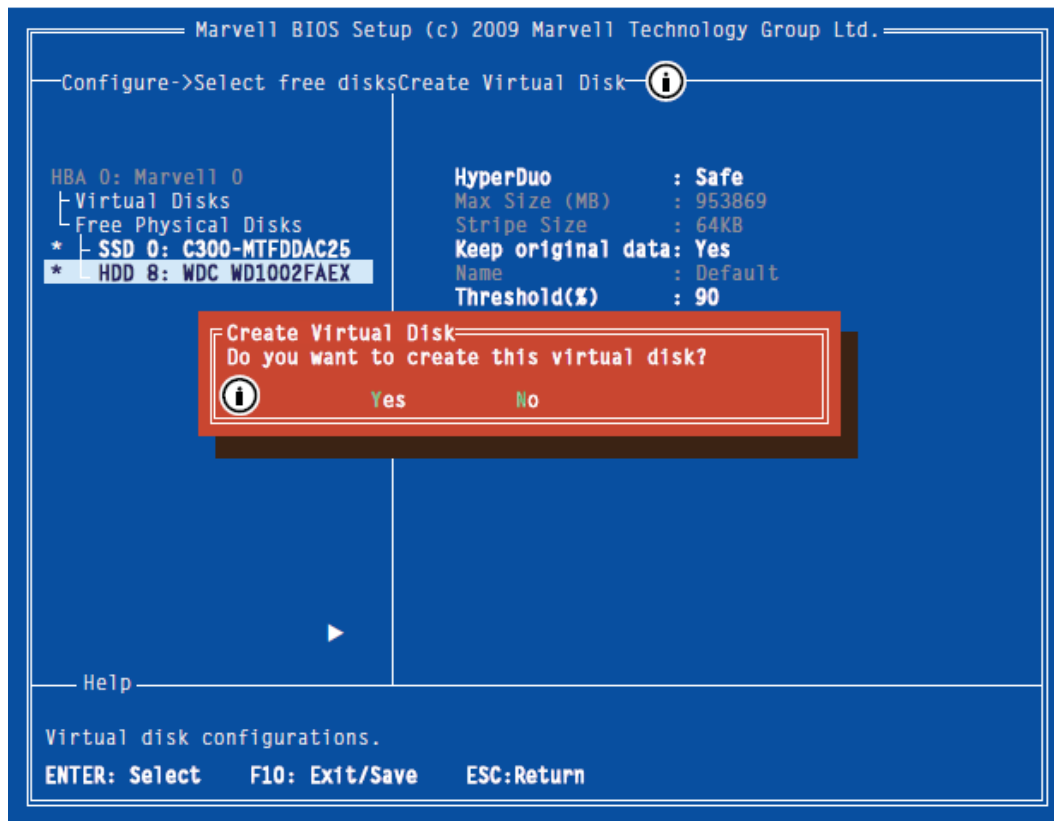 Marvell BIOS Setup (c) 2009 Marvell Technology Group Ltd.
Configure->Select free disksCreate Virtual Disk
HBA 0: Marvell 0
Virtual Disks
Free Physical Disks
* SSD 0: C300-MTFDDAC25
* HDD 8: WDC WD1002FAEX
HyperDuo : Safe
Max Size (MB) : 953869
Stripe Size : 64KB
Keep original data: Yes
Name : Default
Threshold(%) : 90
Create Virtual Disk
Do you want to create this virtual disk?
Yes No
Help
Virtual disk configurations.
ENTER: Select F10: Exit/Save ESC:Return